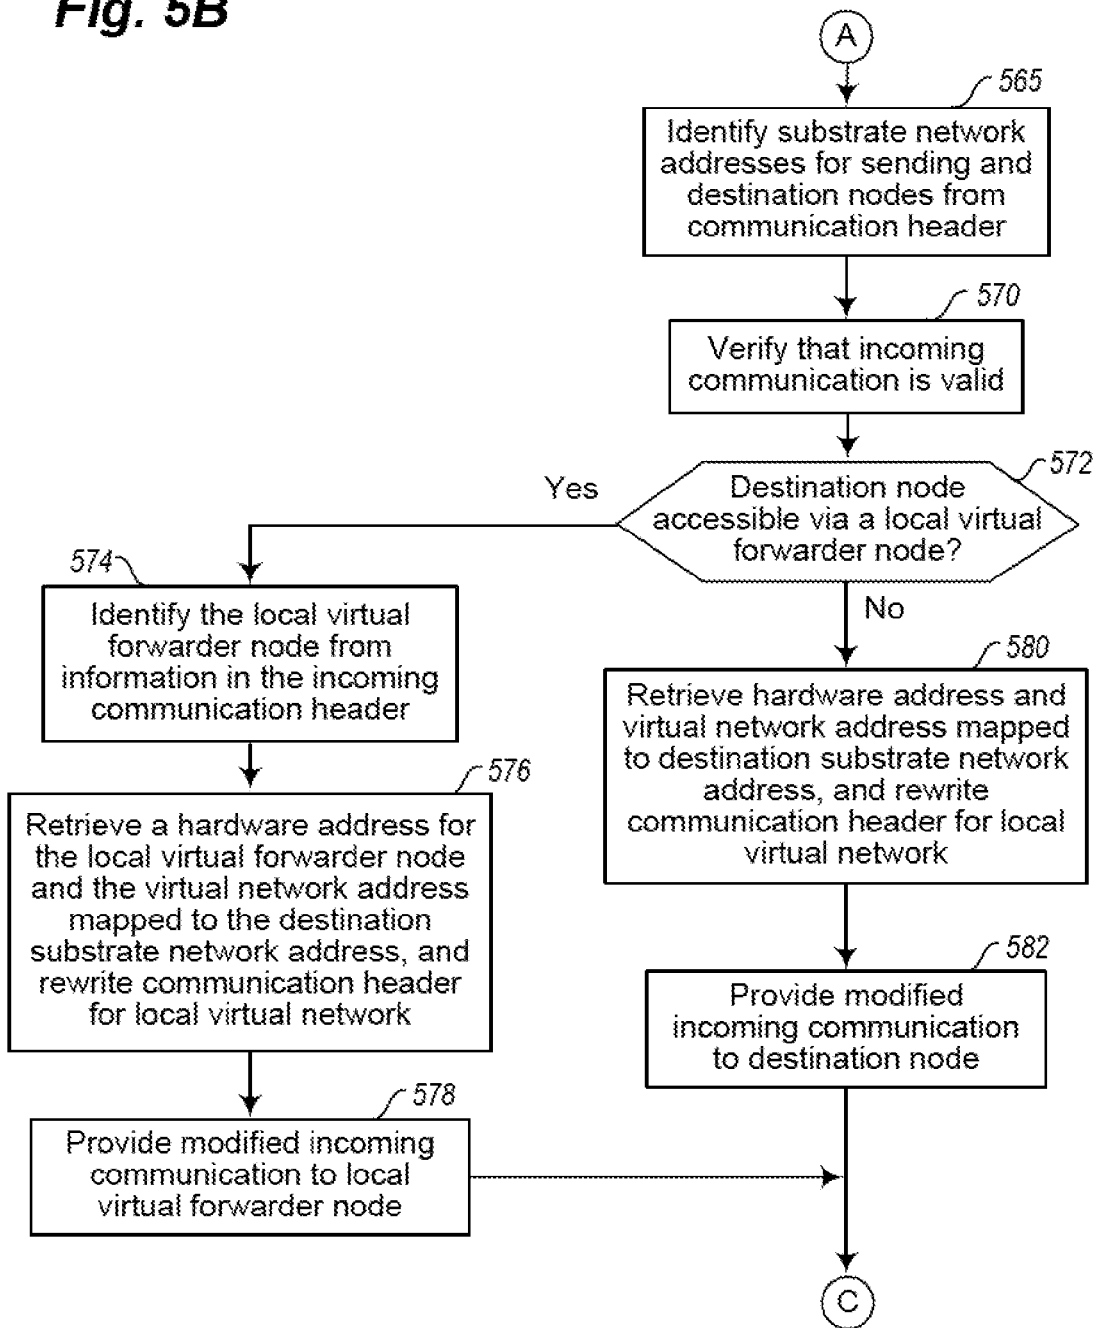 Fig. 5B
A
565
Identify substrate network
addresses for sending and
destination nodes from
communication header
570
Verify that incoming
communication is valid
572
Destination node
accessible via a local virtual
forwarder node?
Yes
No
574
Identify the local virtual
forwarder node from
information in the incoming
communication header
576
Retrieve a hardware address for
the local virtual forwarder node
and the virtual network address
mapped to the destination
substrate network address, and
rewrite communication header
for local virtual network
578
Provide modified incoming
communication to local
virtual forwarder node
580
Retrieve hardware address and
virtual network address mapped
to destination substrate network
address, and rewrite
communication header for local
virtual network
582
Provide modified
incoming communication
to destination node
C